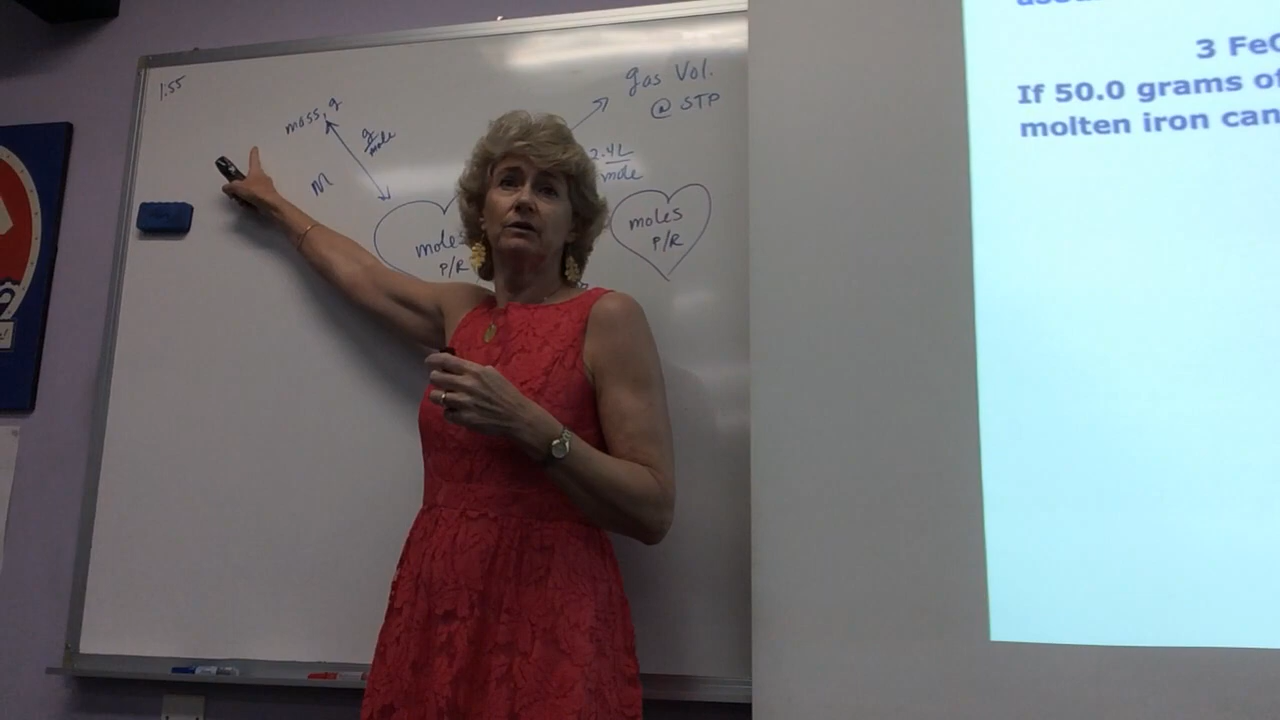 1:55
mass, g
g
mole
M
moles
P/R
gas Vol.
@ STP
2.4L
mole
moles
P/R
3 Fe
If 50.0 grams of
molten iron can